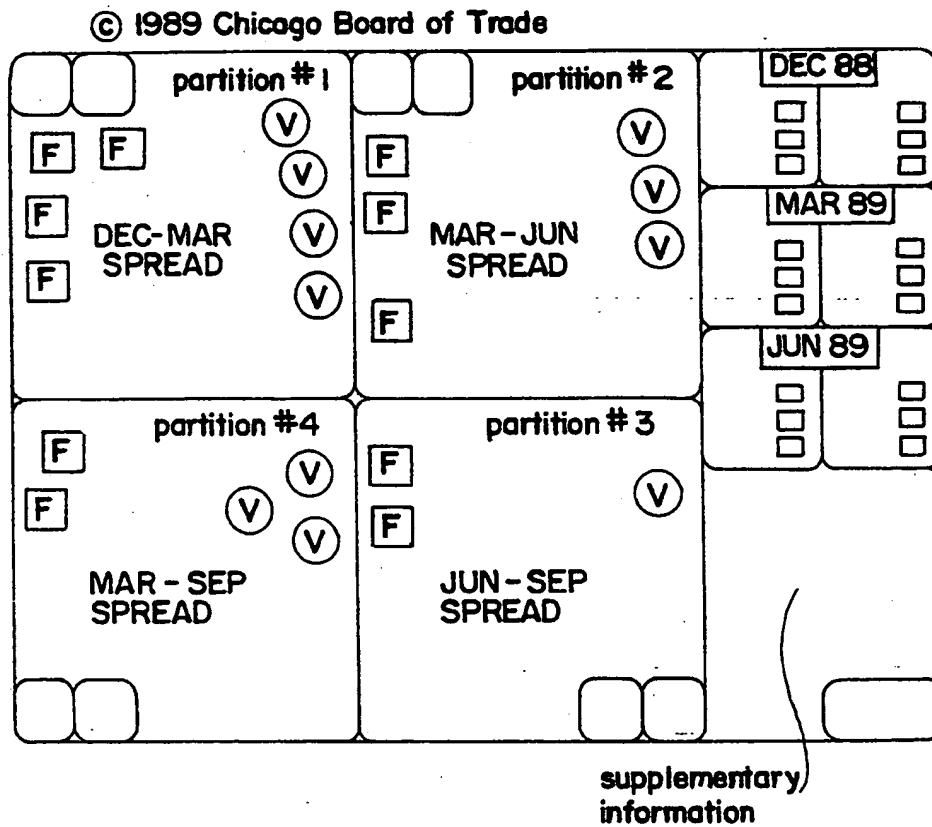 © 1989 Chicago Board of Trade
partition #1
V
F F
V
F
V
DEC-MAR
SPREAD
F
V
partition #2
V
F
V
F
V
MAR-JUN
SPREAD
F
DEC 88
MAR 89
JUN 89
partition #4
F
V
F
V
V
MAR-SEP
SPREAD
partition #3
F
V
F
JUN-SEP
SPREAD
supplementary
information